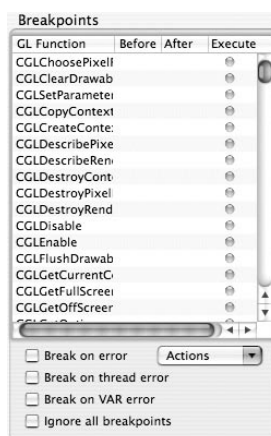 Breakpoints
GL Function Before After Execute
CGLChoosePixelF
CGLClearDrawab
CGLSetParameter
CGLCopyContext
CGLCreateConte
CGLDescribePixe
CGLDescribeRen
CGLDestroyCont
CGLDestroyPixel
CGLDestroyRend
CGLDisable
CGLEnable
CGLFlushDrawab
CGLGetCurrentC
CGLGetFullScreen
CGLGetOffScreen
Break on error Actions
Break on thread error
Break on VAR error
Ignore all breakpoints